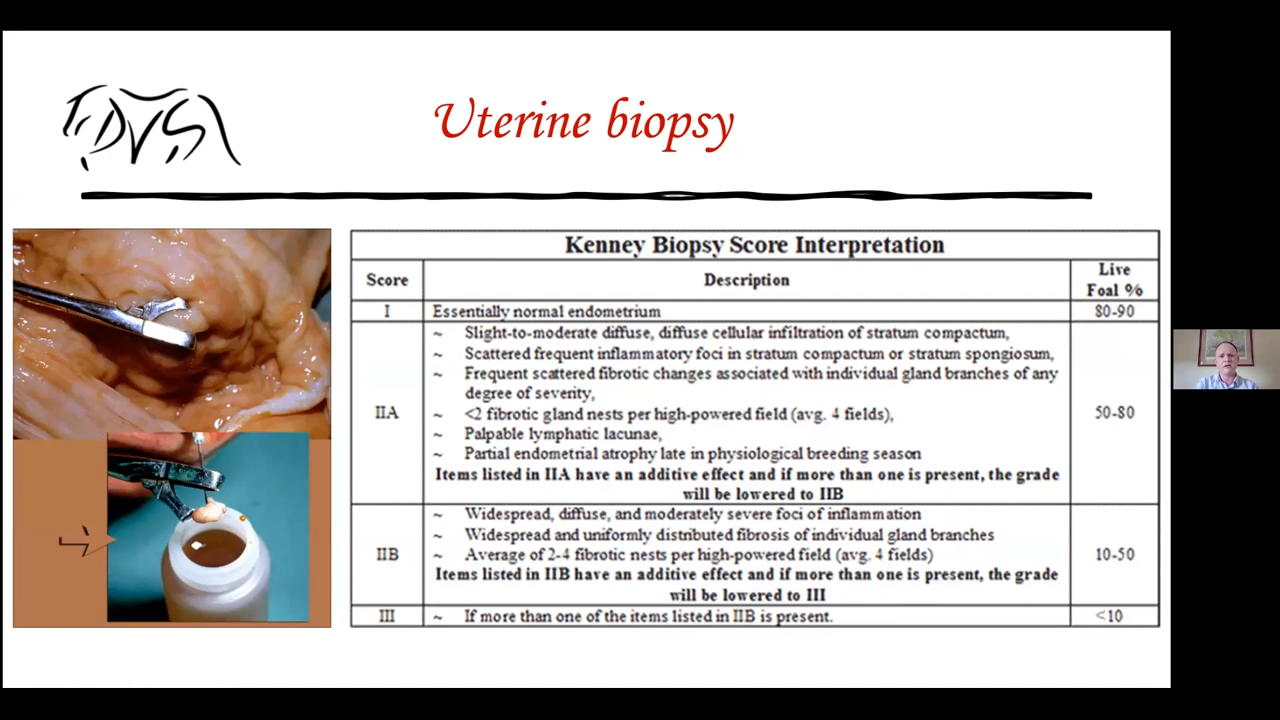 DVS
Uterine biopsy
Kenney Biopsy Score Interpretation
Score Description Live Foal %
I Essentially normal endometrium 80-90
~ Slight-to-moderate diffuse, diffuse cellular infiltration of stratum compactum,
~ Scattered frequent inflammatory foci in stratum compactum or stratum spongiosum,
~ Frequent scattered fibrotic changes associated with individual gland branches of any
degree of severity,
IIA ~ <2 fibrotic gland nests per high-powered field (avg. 4 fields), 50-80
~ Palpable lymphatic lacunae,
~ Partial endometrial atrophy late in physiological breeding season
Items listed in IIA have an additive effect and if more than one is present, the grade
will be lowered to IIB
~ Widespread, diffuse, and moderately severe foci of inflammation
~ Widespread and uniformly distributed fibrosis of individual gland branches
IIB ~ Average of 2-4 fibrotic nests per high-powered field (avg. 4 fields) 10-50
Items listed in IIB have an additive effect and if more than one is present, the grade
will be lowered to III
III ~ If more than one of the items listed in IIB is present. <10